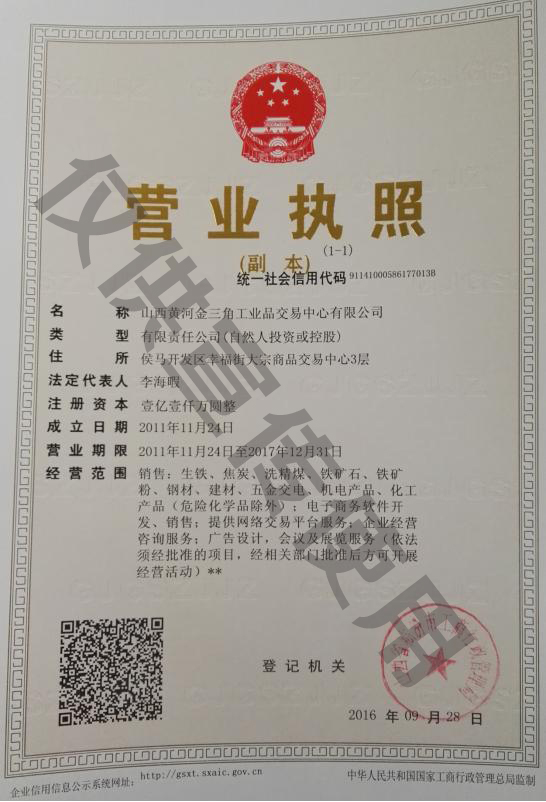 营业执照
(副 本)
(1-1)
统一社会信用代码 91141000586177013B
名 称 山西黄河金三角工业品交易中心有限公司
类 型 有限责任公司(自然人投资或控股)
住 所 侯马开发区幸福街大宗商品交易中心3层
法定代表人 李海暇
注册资本 壹亿壹仟万圆整
成立日期 2011年11月24日
营业期限 2011年11月24日至2017年12月31日
经营范围 销售：生铁、焦炭、洗精煤、铁矿石、铁矿
粉、钢材、建材、五金交电、机电产品、化工
产品（危险化学品除外）；电子商务软件开
发、销售；提供网络交易平台服务；企业经营
咨询服务；广告设计，会议及展览服务（依法
须经批准的项目，经相关部门批准后方可开展
经营活动）**
仅供宣传使用
登记机关
2016 年 09 月 28 日
企业信用信息公示系统网址： http://gsxt.sxaic.gov.cn
中华人民共和国国家工商行政管理总局监制